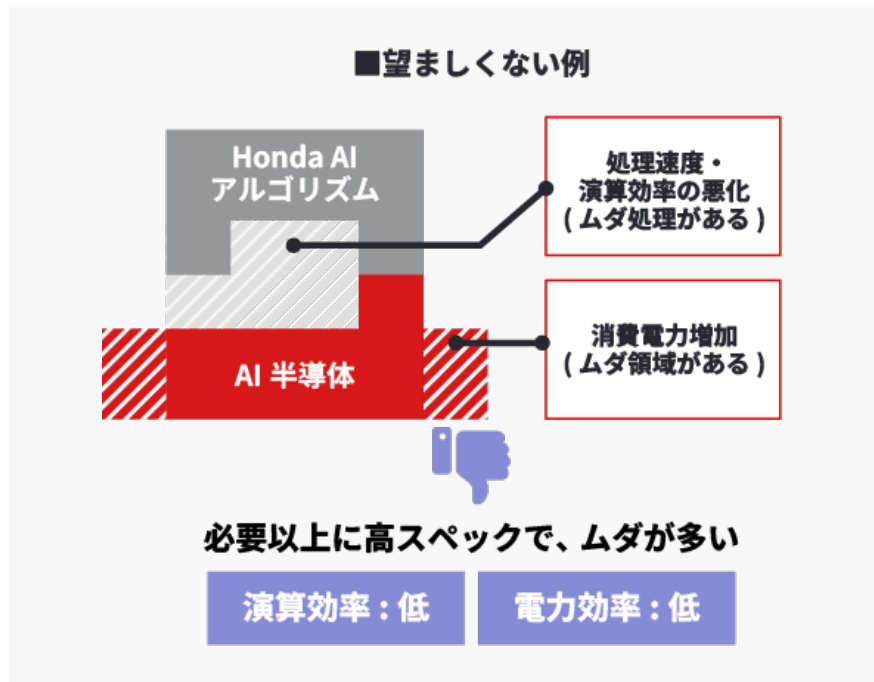 ■望ましくない例
Honda AI
アルゴリズム
処理速度・
演算効率の悪化
( ムダ処理がある )
消費電力増加
( ムダ領域がある )
AI 半導体
必要以上に高スペックで、ムダが多い
演算効率 : 低
電力効率 : 低